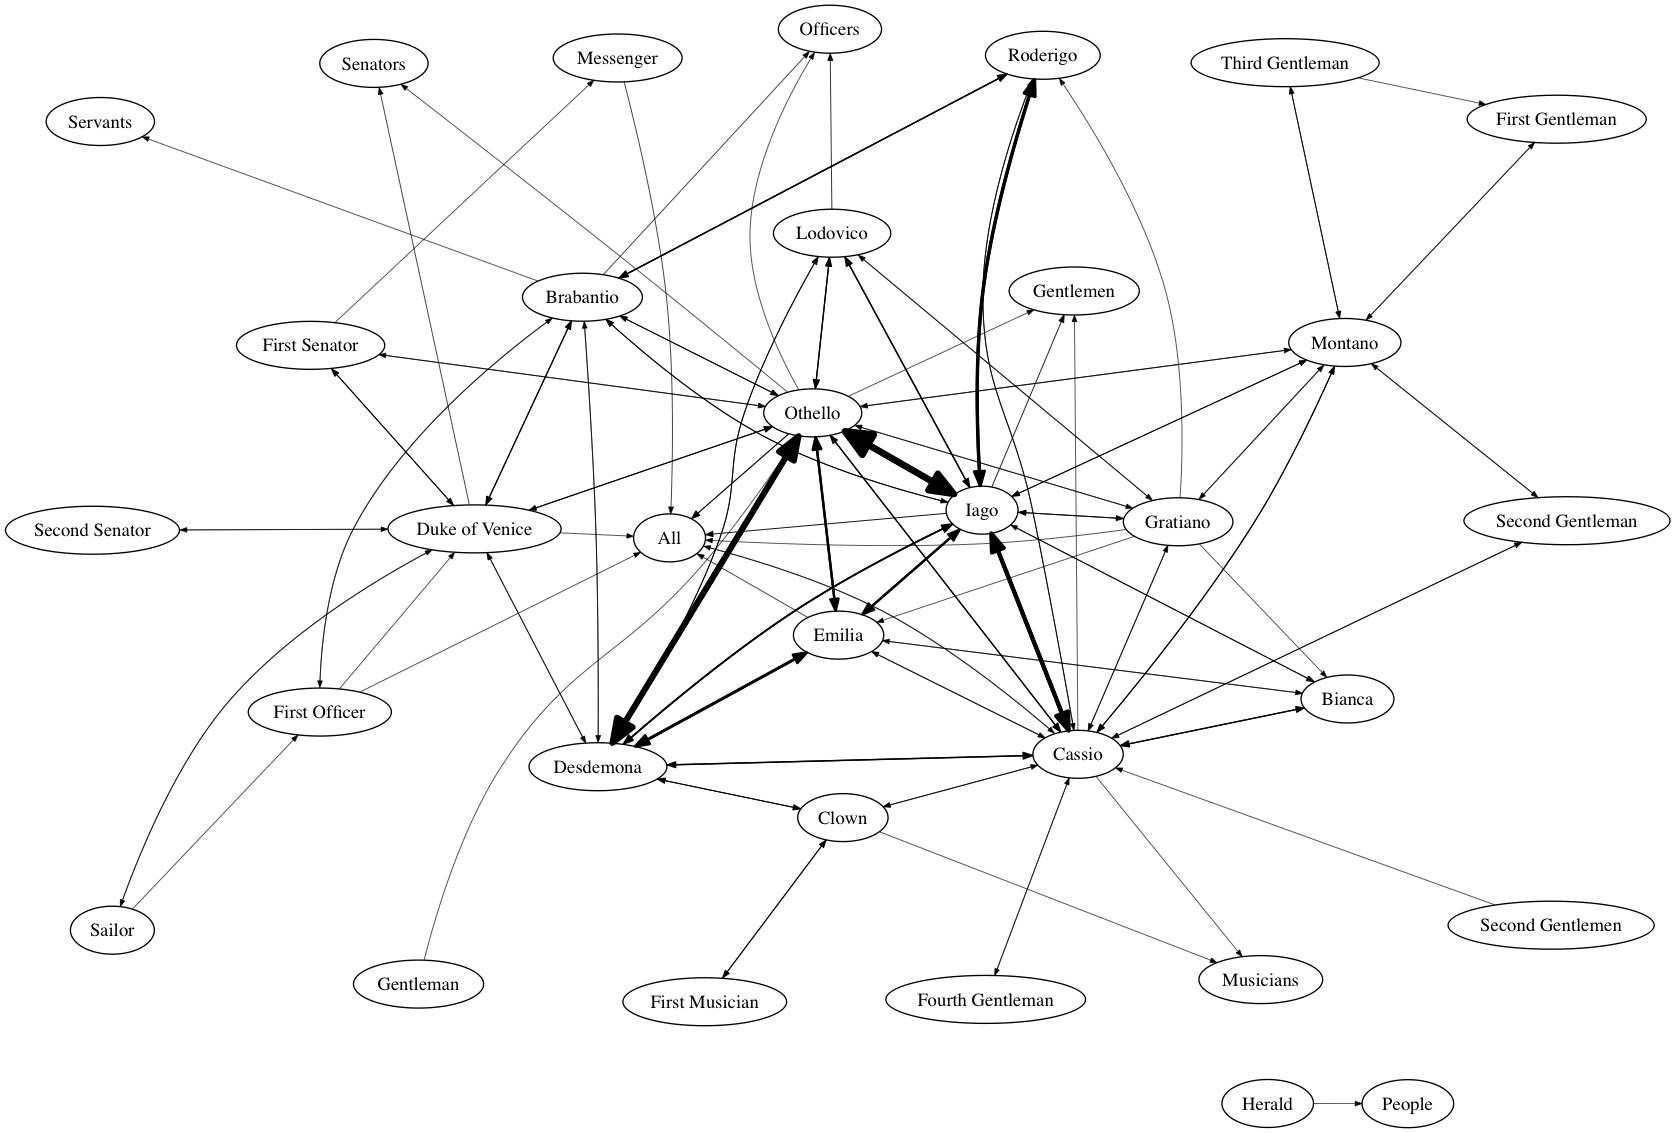 Officers
Roderigo
Messenger
Senators
Third Gentleman
Servants
First Gentleman
Lodovico
Gentlemen
Brabantio
First Senator
Montano
Othello
Iago
Second Gentleman
Gratiano
Second Senator
Duke of Venice
All
Emilia
Bianca
First Officer
Cassio
Desdemona
Clown
Second Gentlemen
Sailor
Musicians
Gentleman
Fourth Gentleman
First Musician
Herald
People